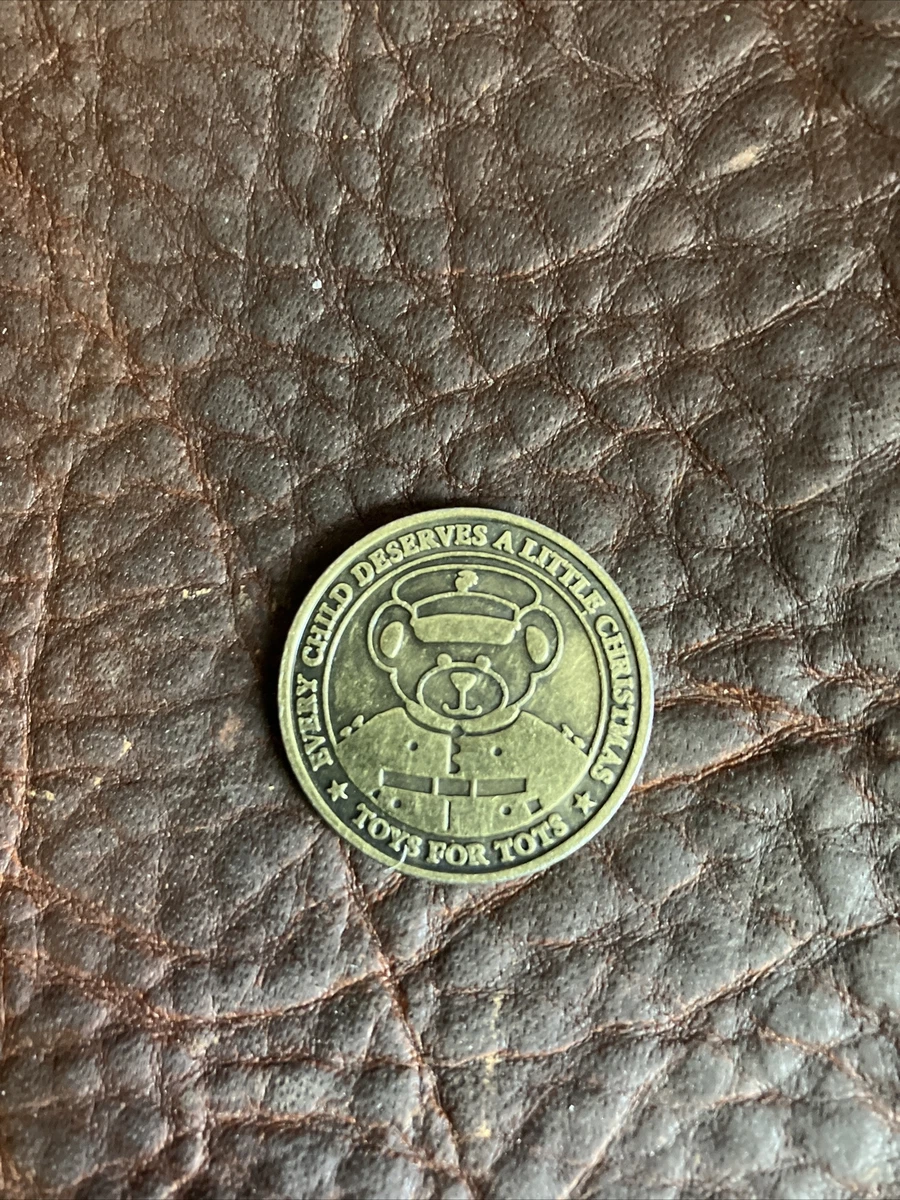 EVERY CHILD DESERVES A LITTLE CHRISTMAS
TOYS FOR TOTS